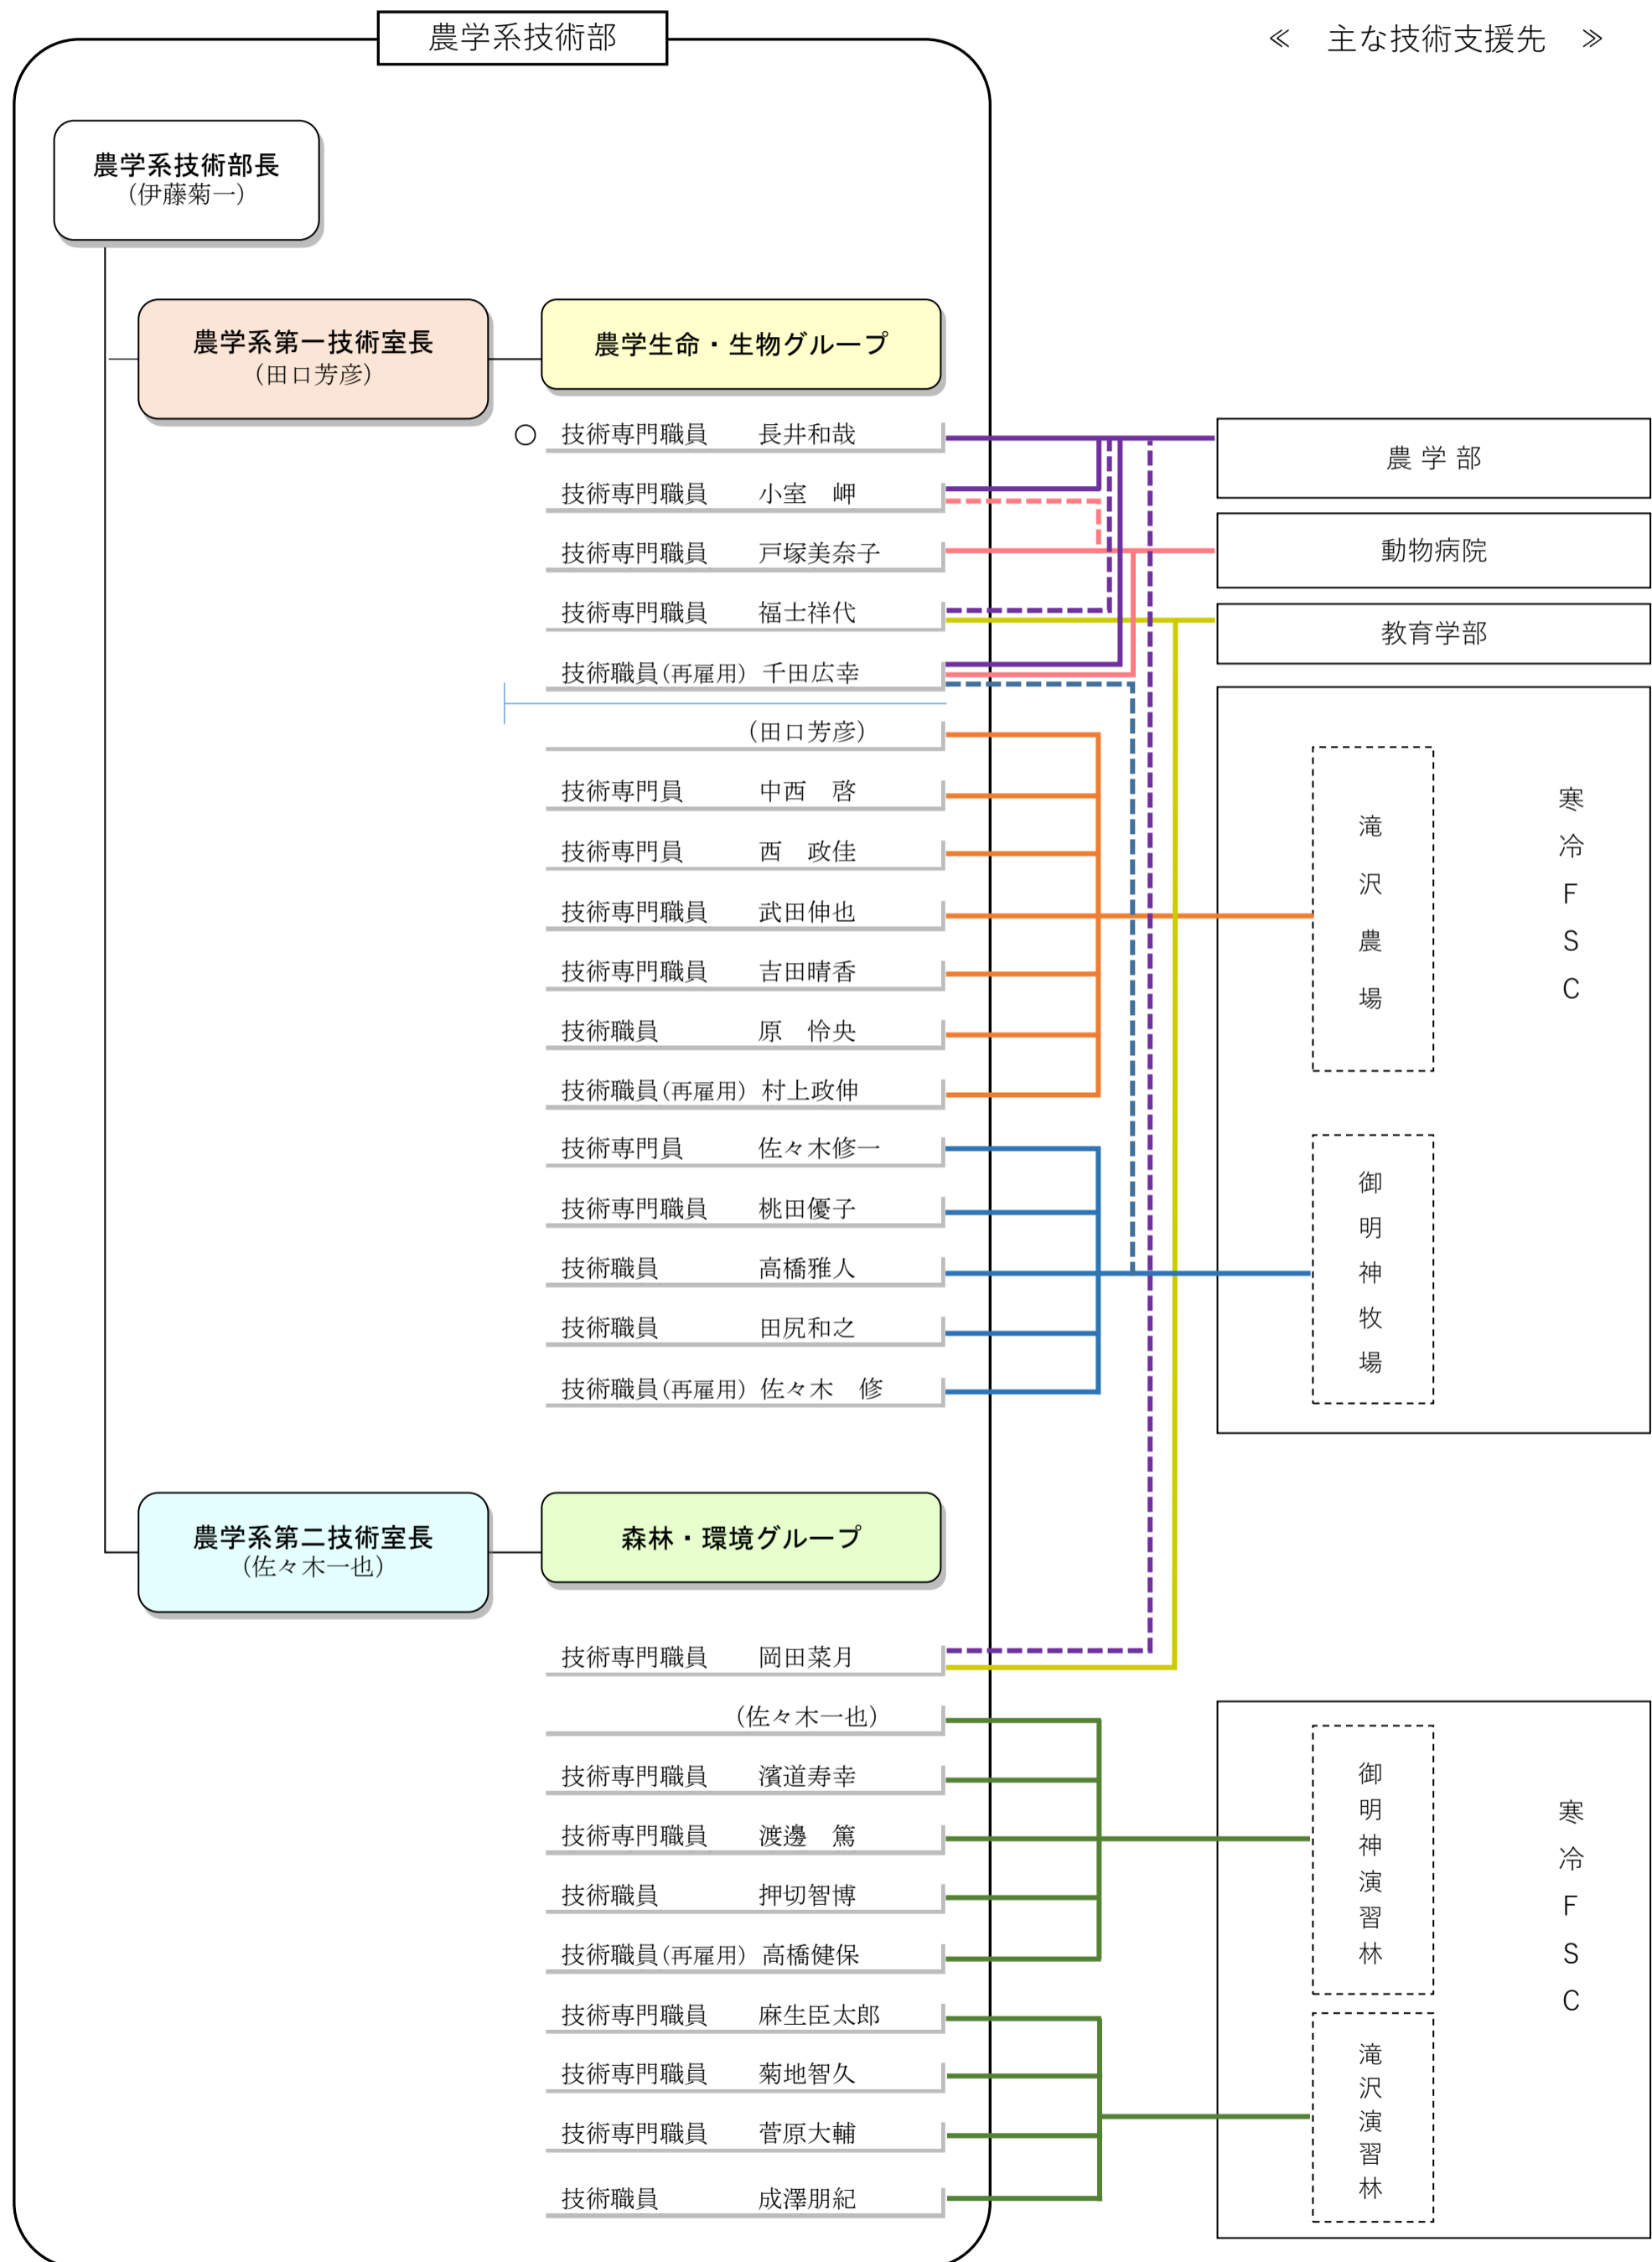 農学系技術部
≪ 主な技術支援先 ≫
農学系技術部長
(伊藤菊一)
農学系第一技術室長
(田口芳彦)
農学生命・生物グループ
○ 技術専門職員 長井和哉
技術専門職員 小室 岬
技術専門職員 戸塚美奈子
技術専門職員 福士祥代
技術職員(再雇用) 千田広幸
(田口芳彦)
技術専門員 中西 啓
技術専門員 西 政佳
技術専門職員 武田伸也
技術専門職員 吉田晴香
技術職員 原 怜央
技術職員(再雇用) 村上政伸
技術専門員 佐々木修一
技術専門職員 桃田優子
技術職員 高橋雅人
技術職員 田尻和之
技術職員(再雇用) 佐々木 修
農学部
動物病院
教育学部
滝沢農場
寒冷FSC
御明神牧場
農学系第二技術室長
(佐々木一也)
森林・環境グループ
技術専門職員 岡田菜月
(佐々木一也)
技術専門職員 濱道寿幸
技術専門職員 渡邊 篤
技術職員 押切智博
技術職員(再雇用) 高橋健保
技術専門職員 麻生臣太郎
技術専門職員 菊地智久
技術専門職員 菅原大輔
技術職員 成澤朋紀
御明神演習林
寒冷FSC
滝沢演習林